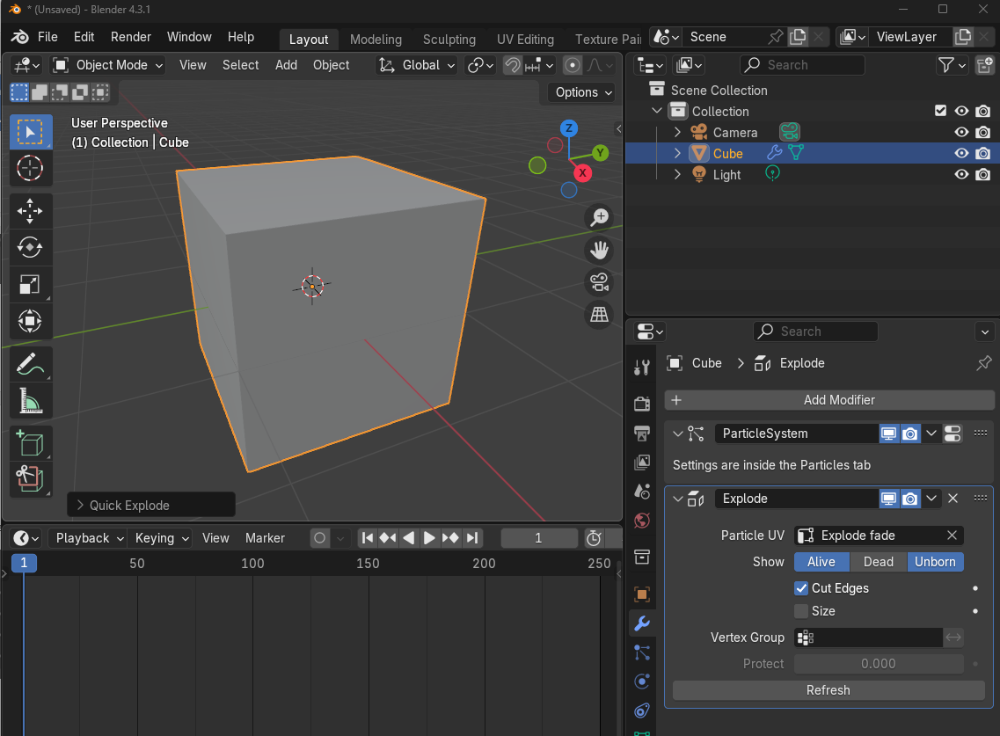 * (Unsaved) - Blender 4.3.1
File Edit Render Window Help Layout Modeling Sculpting UV Editing Texture Pai Scene ViewLayer
Object Mode View Select Add Object Global
Options
User Perspective
(1) Collection | Cube
Z
Y
X
Quick Explode
Search
Scene Collection
Collection
Camera
Cube
Light
Search
Cube Explode
Add Modifier
ParticleSystem
Settings are inside the Particles tab
Explode
Particle UV Explode fade
Show Alive Dead Unborn
Cut Edges
Size
Vertex Group
Protect 0.000
Refresh
Playback Keying View Marker 1
1 50 100 150 200 250